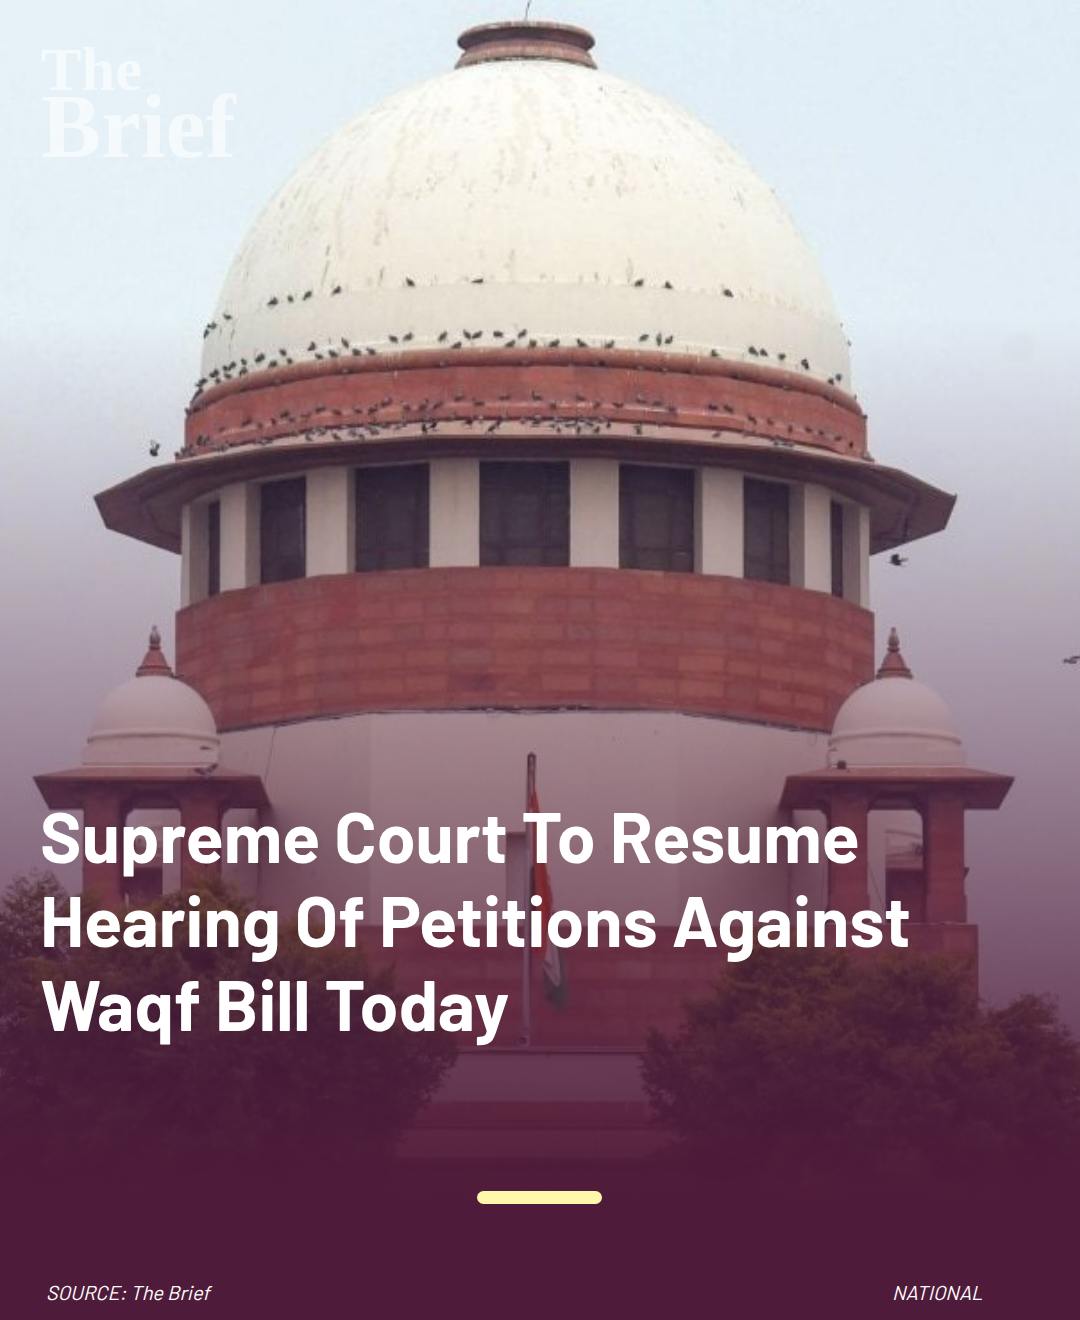 The
Brief
Supreme Court To Resume
Hearing Of Petitions Against
Waqf Bill Today
SOURCE: The Brief
NATIONAL